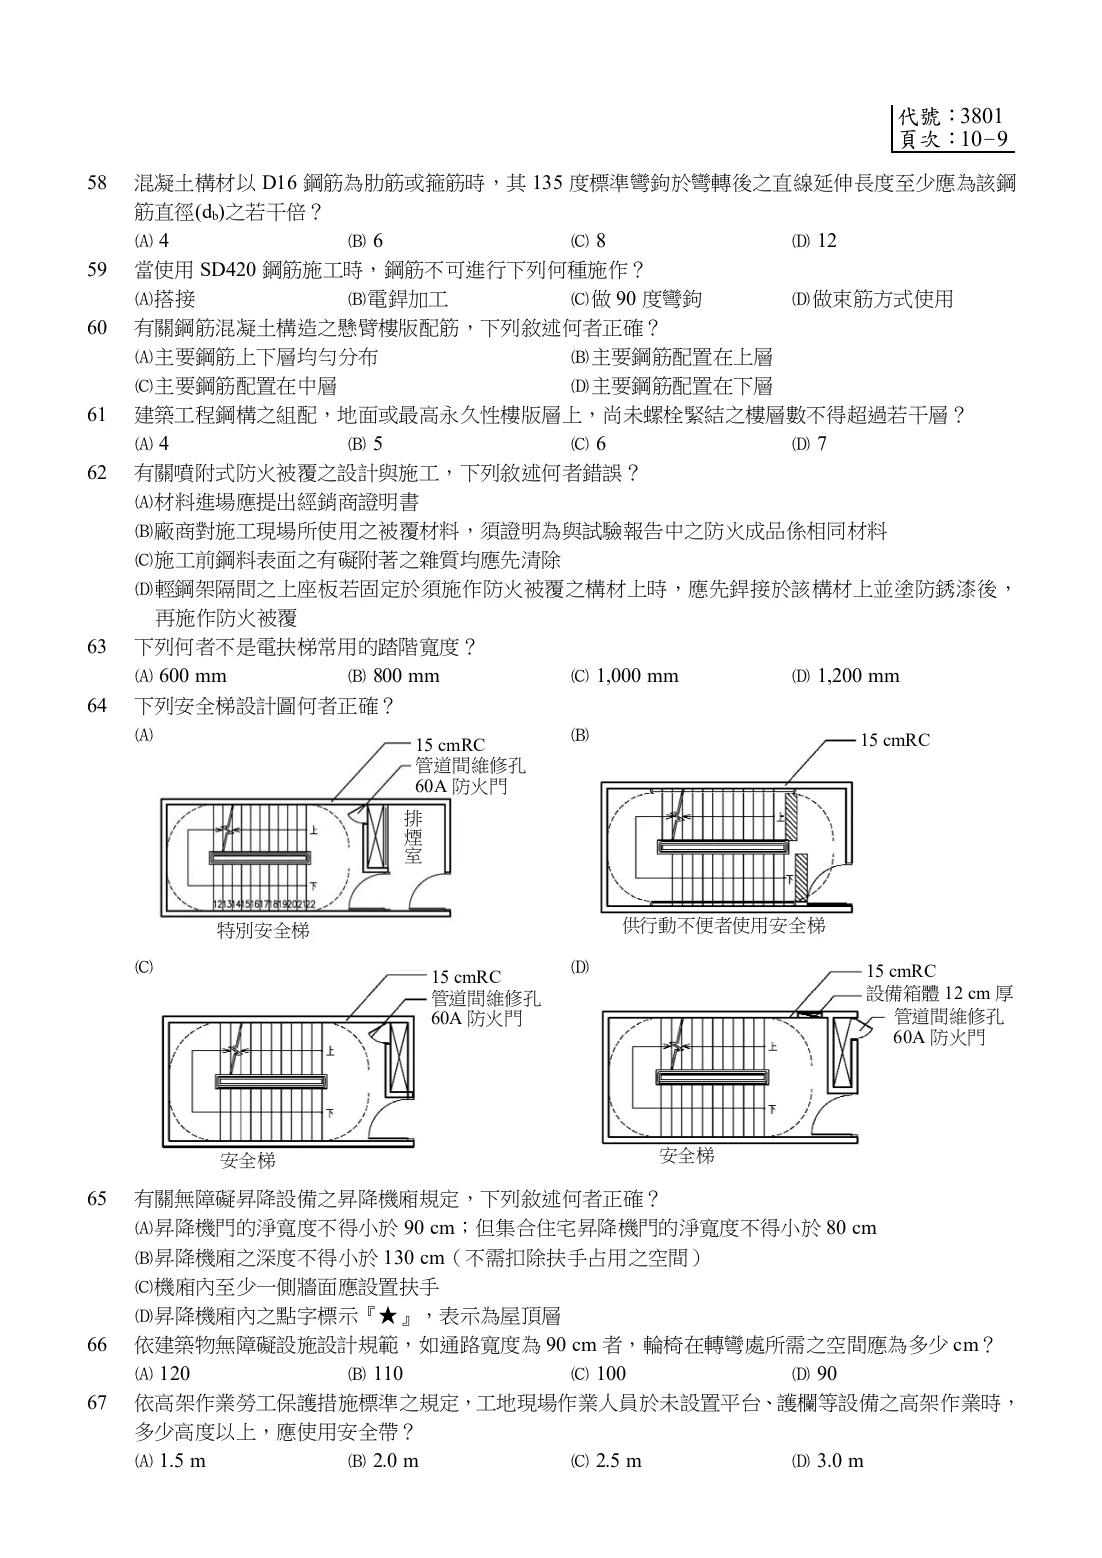 代號：3801
頁次：10－9
58 混凝土構材以 D16 鋼筋為肋筋或箍筋時，其 135 度標準彎鉤於彎轉後之直線延伸長度至少應為該鋼
筋直徑(db)之若干倍？
(A) 4 (B) 6 (C) 8 (D) 12
59 當使用 SD420 鋼筋施工時，鋼筋不可進行下列何種施作？
(A)搭接 (B)電銲加工 (C)做 90 度彎鉤 (D)做束筋方式使用
60 有關鋼筋混凝土構造之懸臂樓版配筋，下列敘述何者正確？
(A)主要鋼筋上下層均勻分布 (B)主要鋼筋配置在上層
(C)主要鋼筋配置在中層 (D)主要鋼筋配置在下層
61 建築工程鋼構之組配，地面或最高永久性樓版層上，尚未螺栓緊結之樓層數不得超過若干層？
(A) 4 (B) 5 (C) 6 (D) 7
62 有關噴附式防火被覆之設計與施工，下列敘述何者錯誤？
(A)材料進場應提出經銷商證明書
(B)廠商對施工現場所使用之被覆材料，須證明為與試驗報告中之防火成品係相同材料
(C)施工前鋼料表面之有礙附著之雜質均應先清除
(D)輕鋼架隔間之上座板若固定於須施作防火被覆之構材上時，應先銲接於該構材上並塗防銹漆後，
再施作防火被覆
63 下列何者不是電扶梯常用的踏階寬度？
(A) 600 mm (B) 800 mm (C) 1,000 mm (D) 1,200 mm
64 下列安全梯設計圖何者正確？
(A)
15 cmRC
管道間維修孔
60A 防火門
排煙室
上
下
1213141516171819202122
特別安全梯
(B)
15 cmRC
上
下
供行動不便者使用安全梯
(C)
15 cmRC
管道間維修孔
60A 防火門
上
下
安全梯
(D)
15 cmRC
設備箱體 12 cm 厚
管道間維修孔
60A 防火門
上
下
安全梯
65 有關無障礙昇降設備之昇降機廂規定，下列敘述何者正確？
(A)昇降機門的淨寬度不得小於 90 cm；但集合住宅昇降機門的淨寬度不得小於 80 cm
(B)昇降機廂之深度不得小於 130 cm（不需扣除扶手占用之空間）
(C)機廂內至少一側牆面應設置扶手
(D)昇降機廂內之點字標示『★』，表示為屋頂層
66 依建築物無障礙設施設計規範，如通路寬度為 90 cm 者，輪椅在轉彎處所需之空間應為多少 cm？
(A) 120 (B) 110 (C) 100 (D) 90
67 依高架作業勞工保護措施標準之規定，工地現場作業人員於未設置平台、護欄等設備之高架作業時，
多少高度以上，應使用安全帶？
(A) 1.5 m (B) 2.0 m (C) 2.5 m (D) 3.0 m